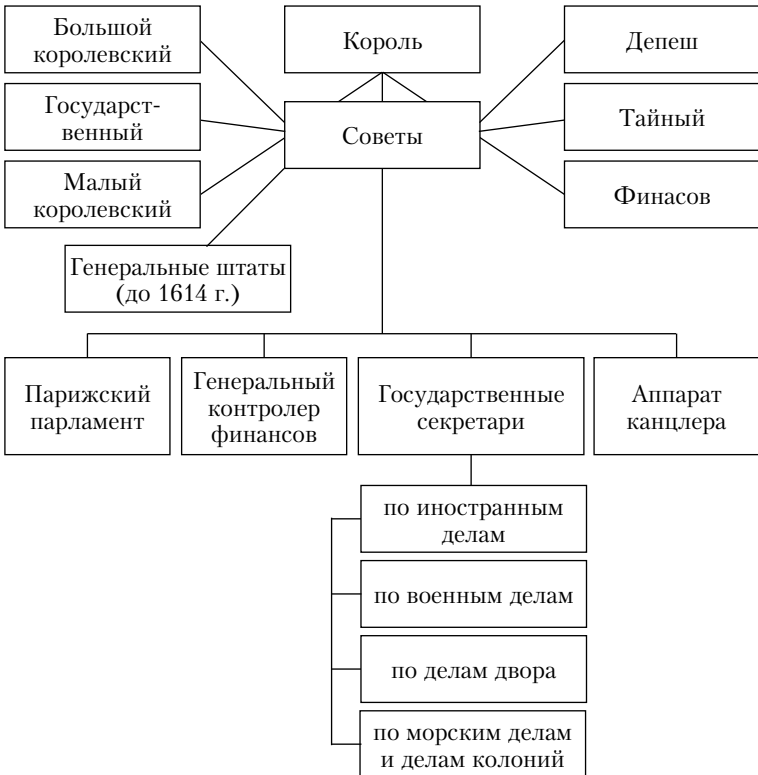 Большой
королевский
Король
Депеш
Государст-
венный
Советы
Тайный
Малый
королевский
Финасов
Генеральные штаты
(до 1614 г.)
Парижский
парламент
Генеральный
контролер
финансов
Государственные
секретари
Аппарат
канцлера
по иностранным
делам
по военным делам
по делам двора
по морским делам
и делам колоний